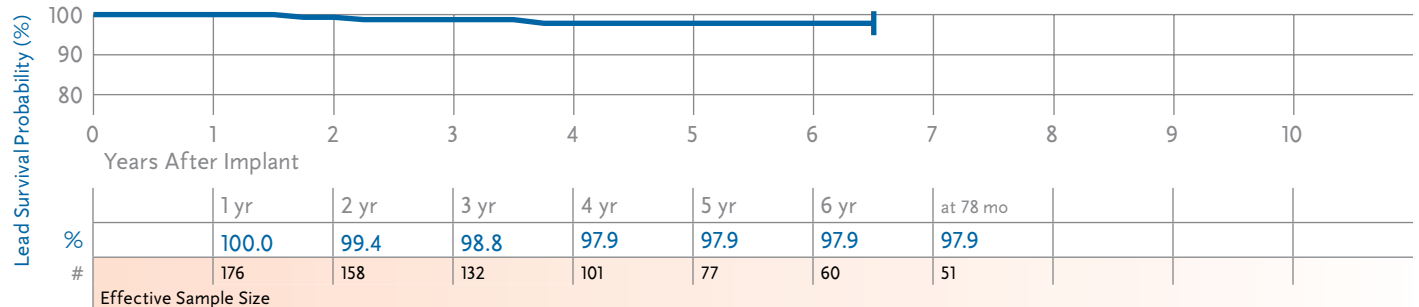 Lead Survival Probability (%)
100
90
80
0 1 2 3 4 5 6 7 8 9 10
Years After Implant
1 yr 2 yr 3 yr 4 yr 5 yr 6 yr at 78 mo
% 100.0 99.4 98.8 97.9 97.9 97.9 97.9
# 176 158 132 101 77 60 51
Effective Sample Size